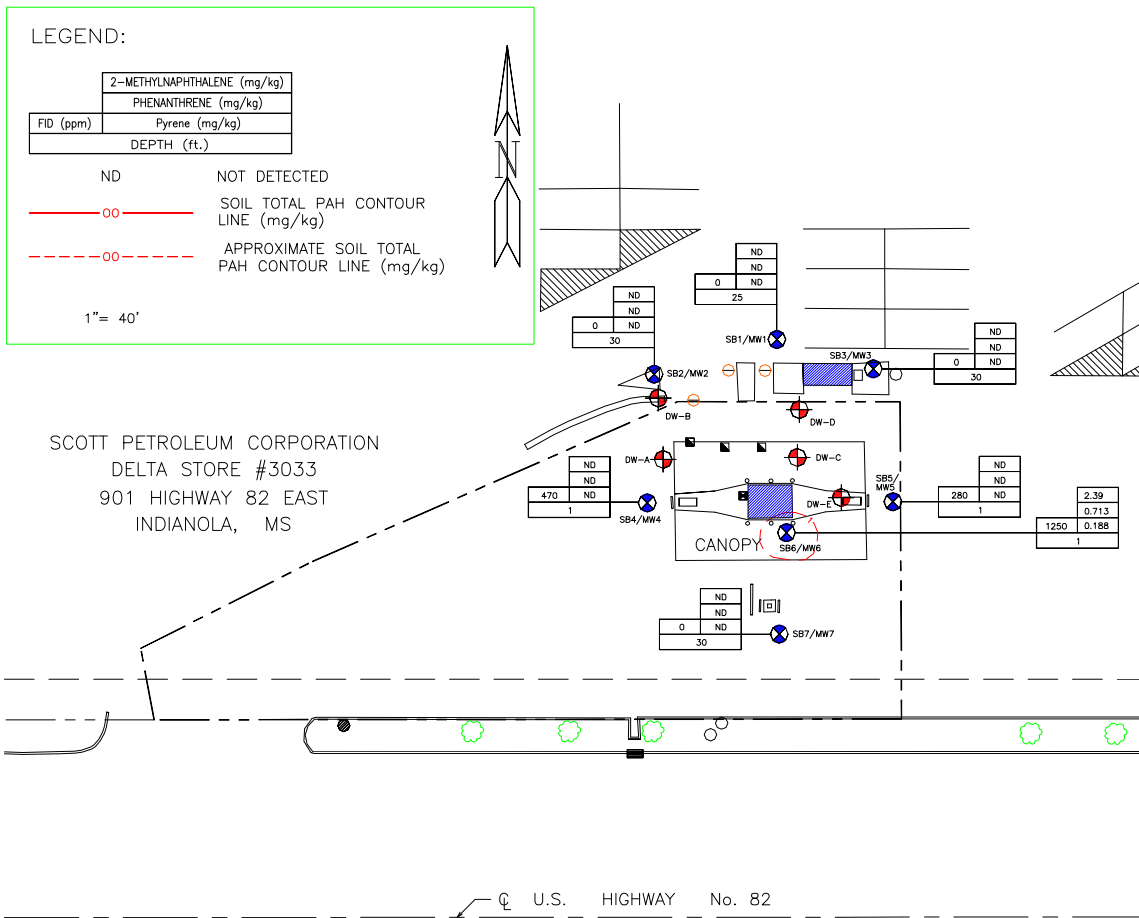 LEGEND:
2-METHYLNAPHTHALENE (mg/kg)
PHENANTHRENE (mg/kg)
FID (ppm) Pyrene (mg/kg)
DEPTH (ft.)
ND NOT DETECTED
00 SOIL TOTAL PAH CONTOUR
LINE (mg/kg)
00 APPROXIMATE SOIL TOTAL
PAH CONTOUR LINE (mg/kg)
1"= 40'
N
ND
ND
0 ND
25
SB1/MW1
ND
ND
0 ND
30
SB2/MW2
SB3/MW3
ND
ND
0 ND
30
DW-B
DW-D
SCOTT PETROLEUM CORPORATION
DELTA STORE #3033
901 HIGHWAY 82 EAST
INDIANOLA, MS
DW-A
DW-C
ND
ND
470 ND
1
SB4/MW4
DW-E
SB5/
MW5
ND
ND
280 ND
1
2.39
0.713
1250 0.188
1
CANOPY
SB6/MW6
ND
ND
0 ND
30
SB7/MW7
℄ U.S. HIGHWAY No. 82